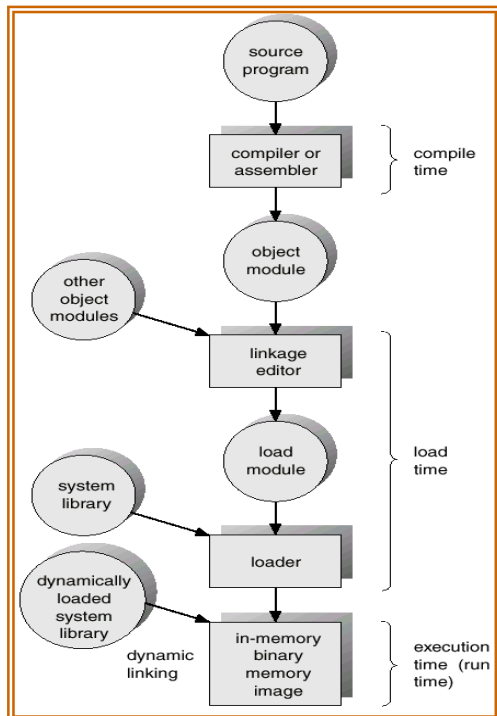 source
program
compiler or
assembler
compile
time
object
module
other
object
modules
linkage
editor
load
module
load
time
system
library
loader
dynamically
loaded
system
library
dynamic
linking
in-memory
binary
memory
image
execution
time (run
time)